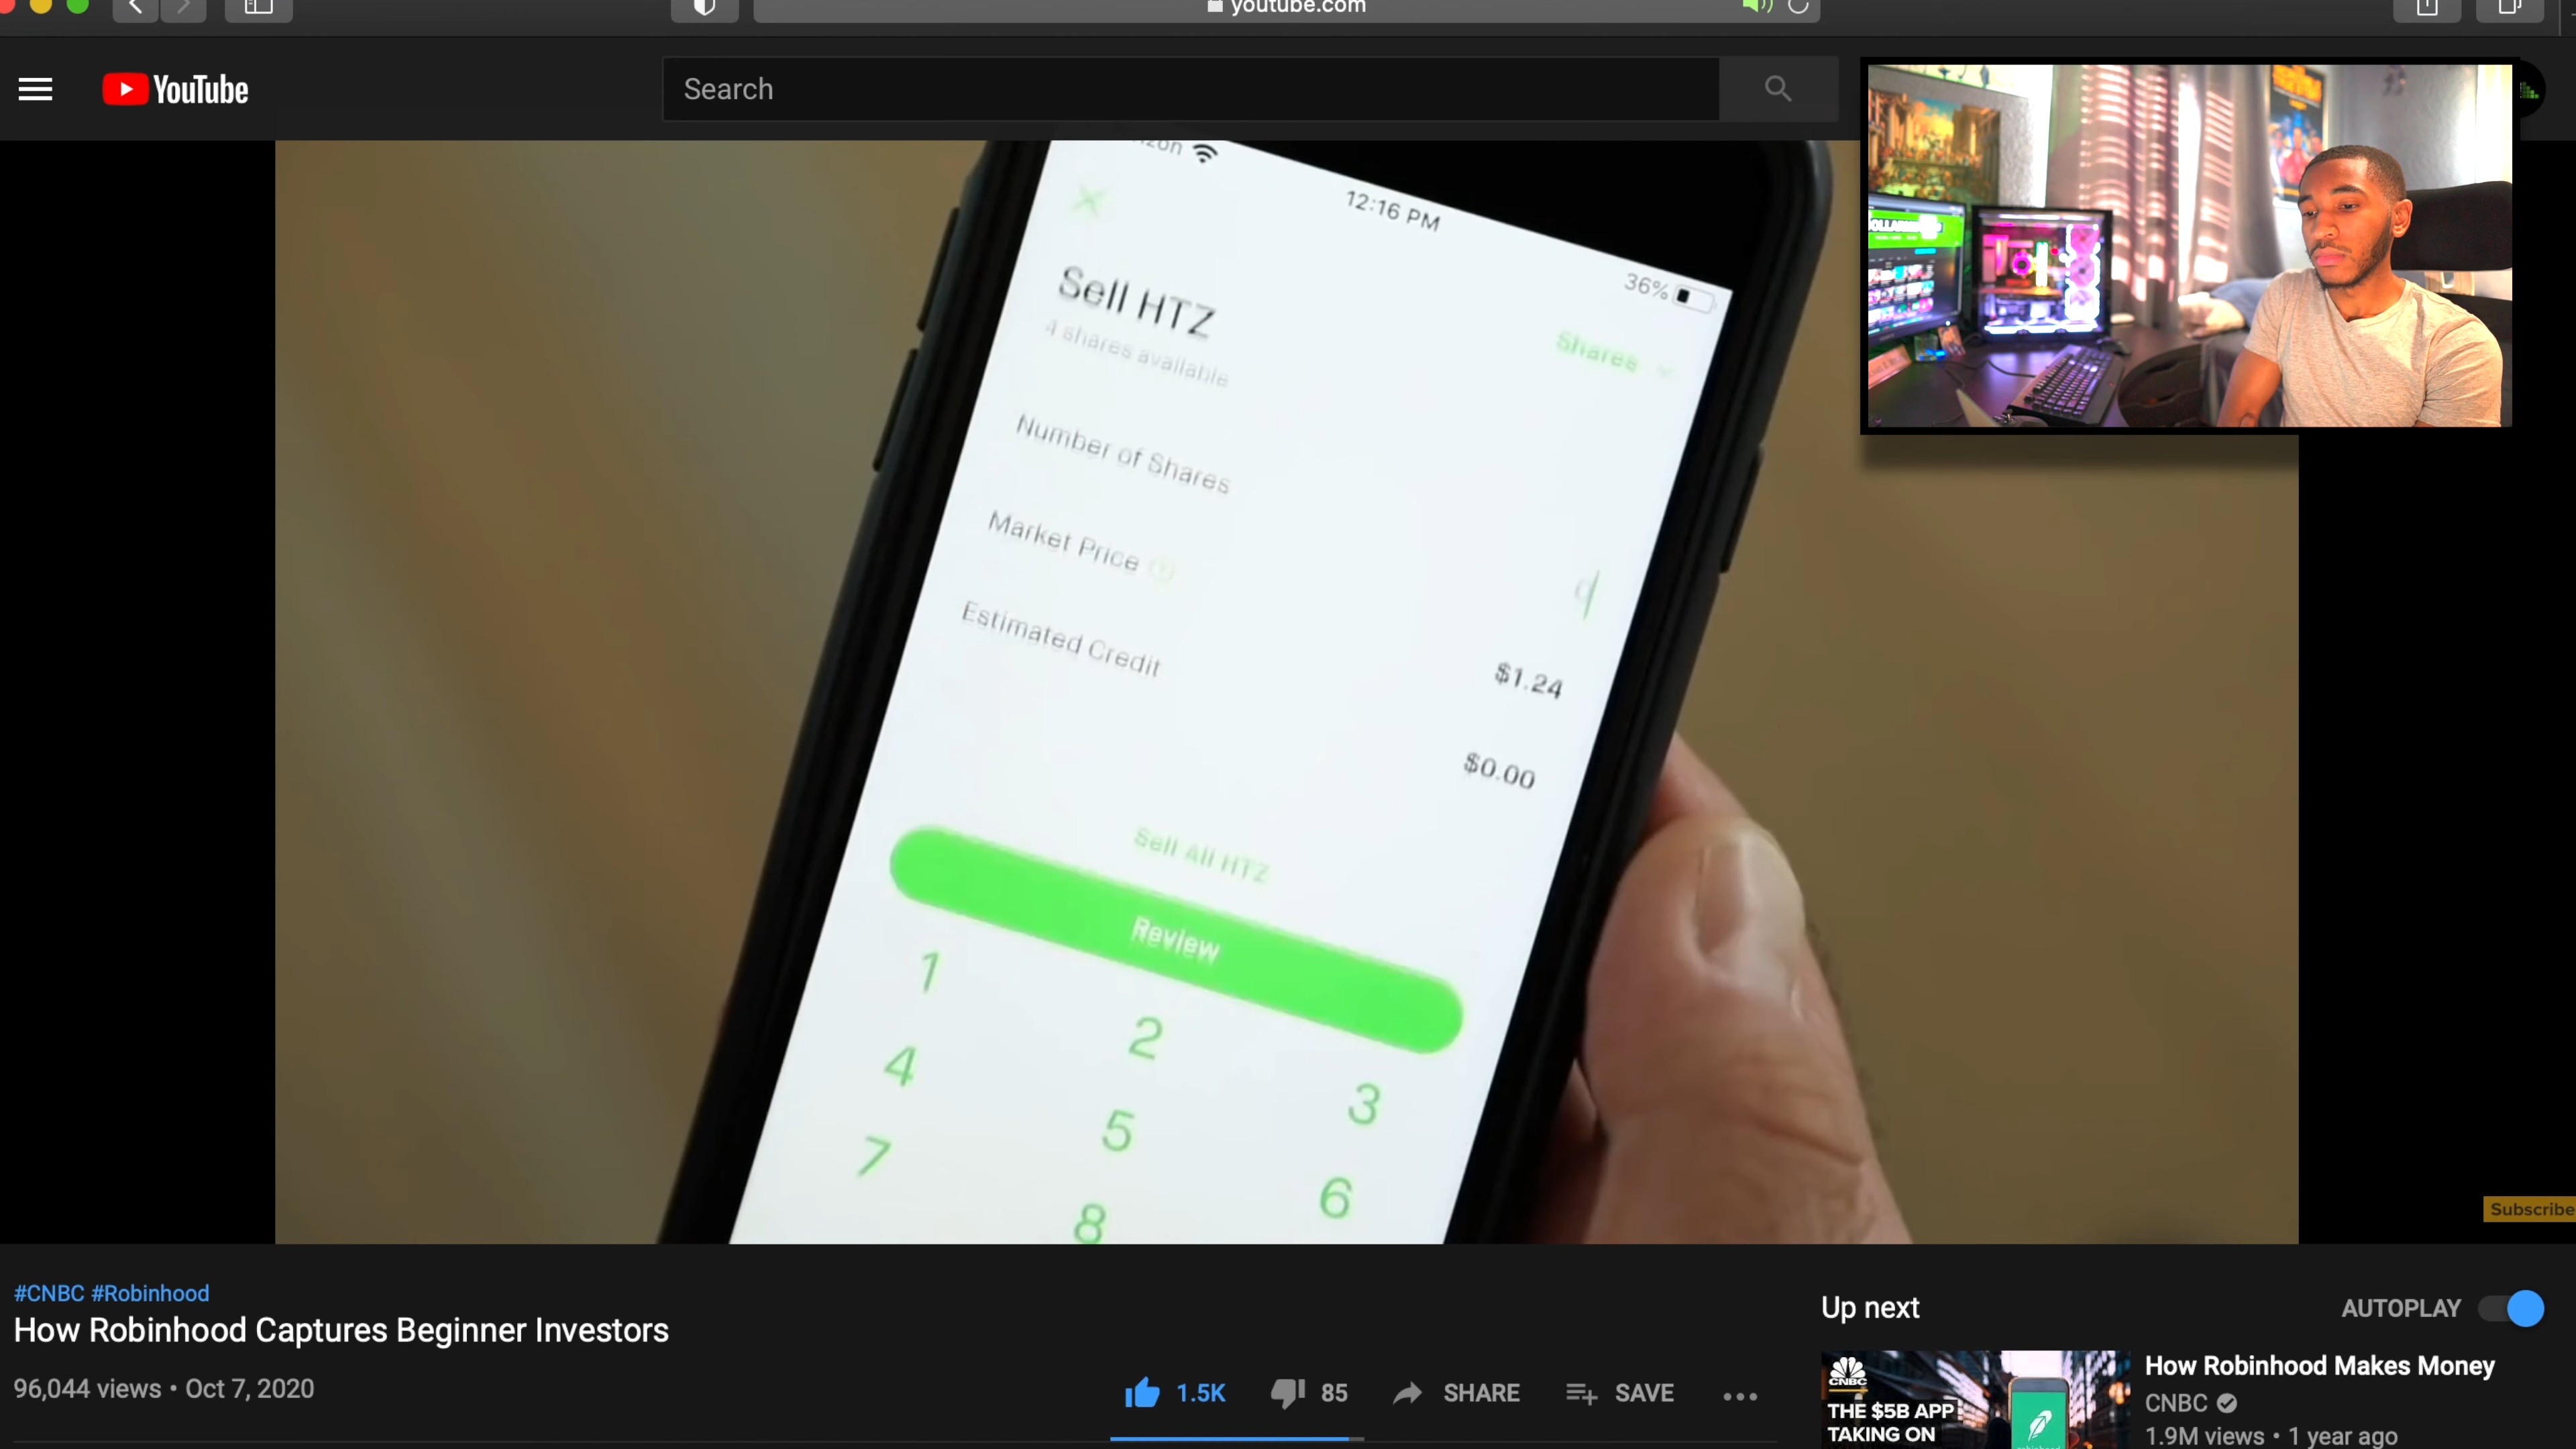 youtube.com
YouTube
Search
12:16 PM
36%
Sell HTZ
4 shares available
Shares
Number of Shares
Market Price
$1.24
Estimated Credit
$0.00
Sell All HTZ
Review
1
2
3
4
5
6
7
8
Subscribe
#CNBC #Robinhood
How Robinhood Captures Beginner Investors
96,044 views • Oct 7, 2020
1.5K
85
SHARE
SAVE
Up next
AUTOPLAY
CNBC
THE $5B APP
TAKING ON
How Robinhood Makes Money
CNBC
1.9M views • 1 year ago